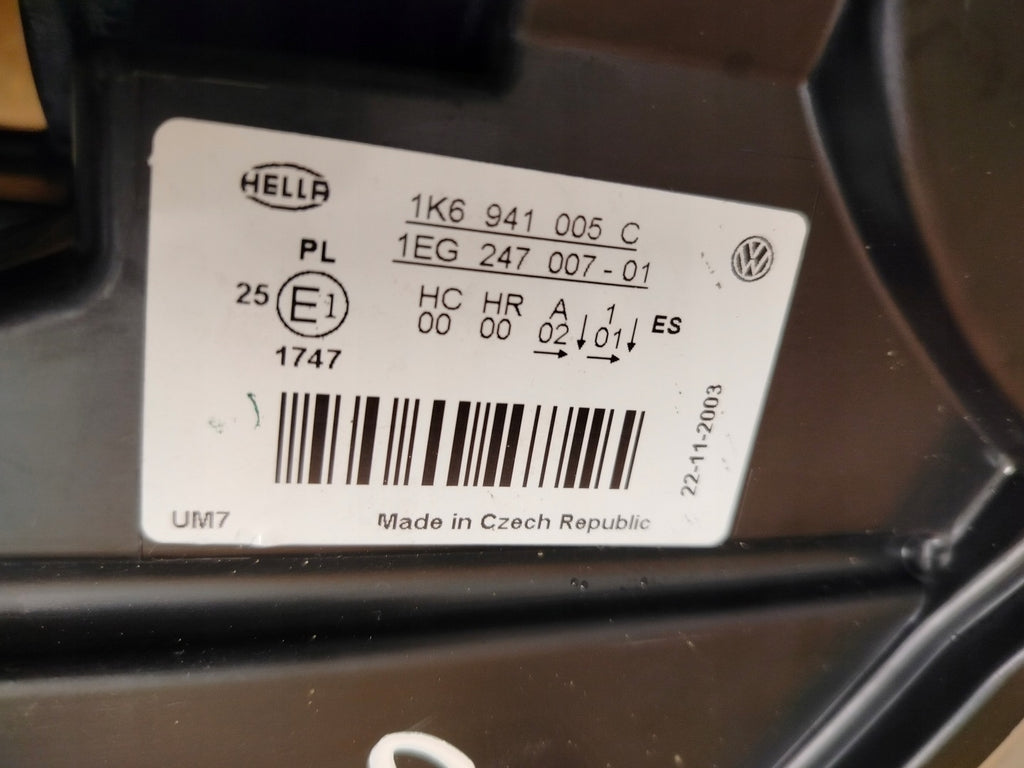 HELLA
1K6 941 005 C
1EG 247 007-01
PL
25 E1
1747
HC HR A 1 ES
00 00 02 ↓ 01 ↓
→ →
22-11-2003
UM7
Made in Czech Republic